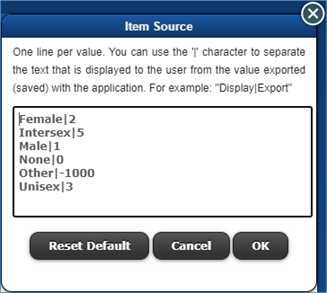 Item Source
One line per value. You can use the '|' character to separate
the text that is displayed to the user from the value exported
(saved) with the application. For example: "Display|Export"
Female|2
Intersex|5
Male|1
None|0
Other|-1000
Unisex|3
Reset Default Cancel OK